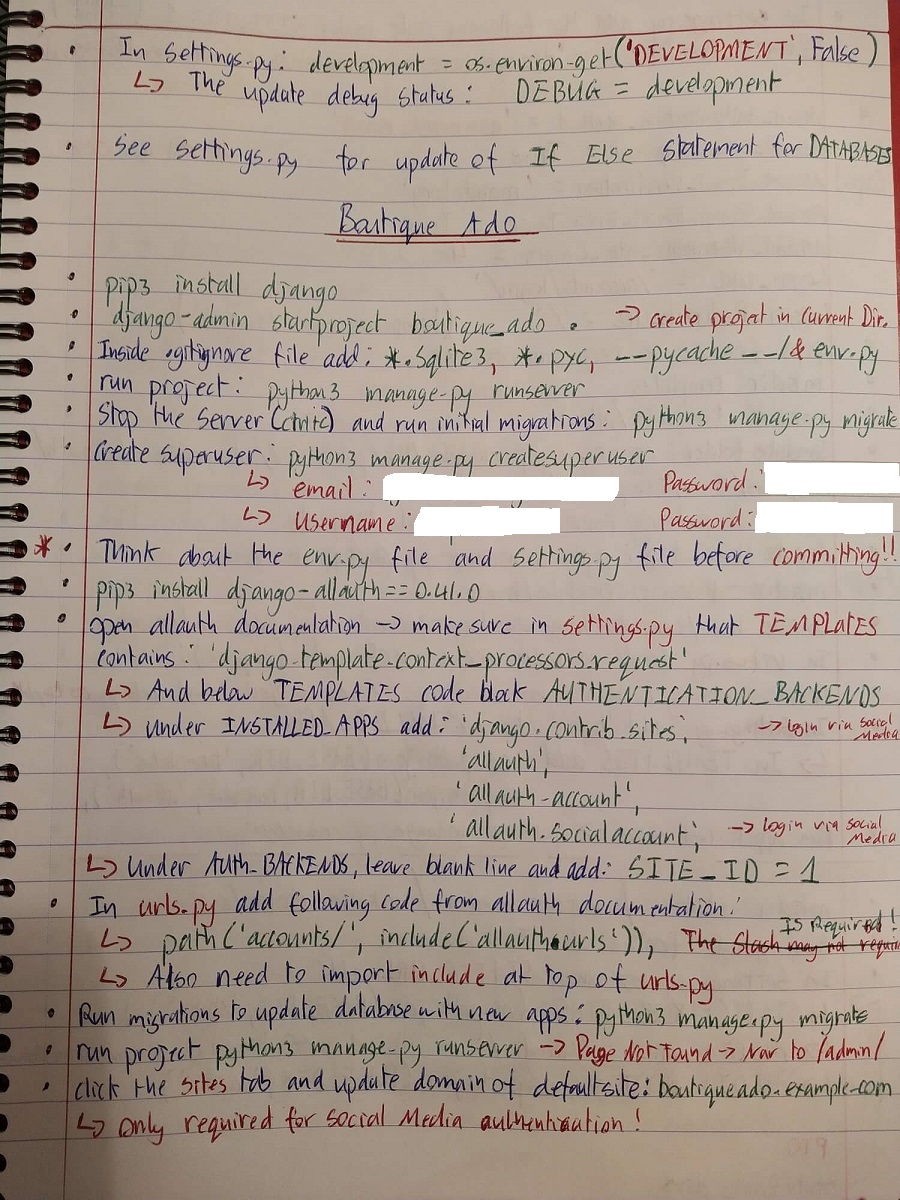 • In settings.py: development = os.environ.get('DEVELOPMENT', False)
↳ The update debug status: DEBUG = development
• See settings.py for update of If Else statement for DATABASES
Boutique Ado
• pip3 install django
• django-admin startproject boutique_ado . → create project in Current Dir.
• Inside .gitignore file add: *.sqlite3, *.pyc, --pycache--/ & env.py
• run project: python3 manage.py runserver
• Stop the server (ctrl+c) and run initial migrations: python3 manage.py migrate
• Create superuser: python3 manage.py createsuperuser
↳ email: Password:
↳ username: Password:
* • Think about the env.py file and settings.py file before committing!!
• pip3 install django-allauth==0.41.0
• open allauth documentation → make sure in settings.py that TEMPLATES
contains: 'django.template.context_processors.request'
↳ And below TEMPLATES code block AUTHENTICATION_BACKENDS
↳ under INSTALLED_APPS add: 'django.contrib.sites', → login via Social Media
'allauth',
'allauth.account',
'allauth.socialaccount', → login via Social Media
↳ Under AUTH_BACKENDS, leave blank line and add: SITE_ID = 1
• In urls.py add following code from allauth documentation:
Is Required!
↳ path('accounts/', include('allauth.urls')), The Slash may not require
↳ Also need to import include at top of urls.py
• Run migrations to update database with new apps: python3 manage.py migrate
• run project python3 manage.py runserver → Page Not Found → Nav to /admin/
• click the sites tab and update domain of default site: boutiqueado.example.com
↳ Only required for social Media authentication!